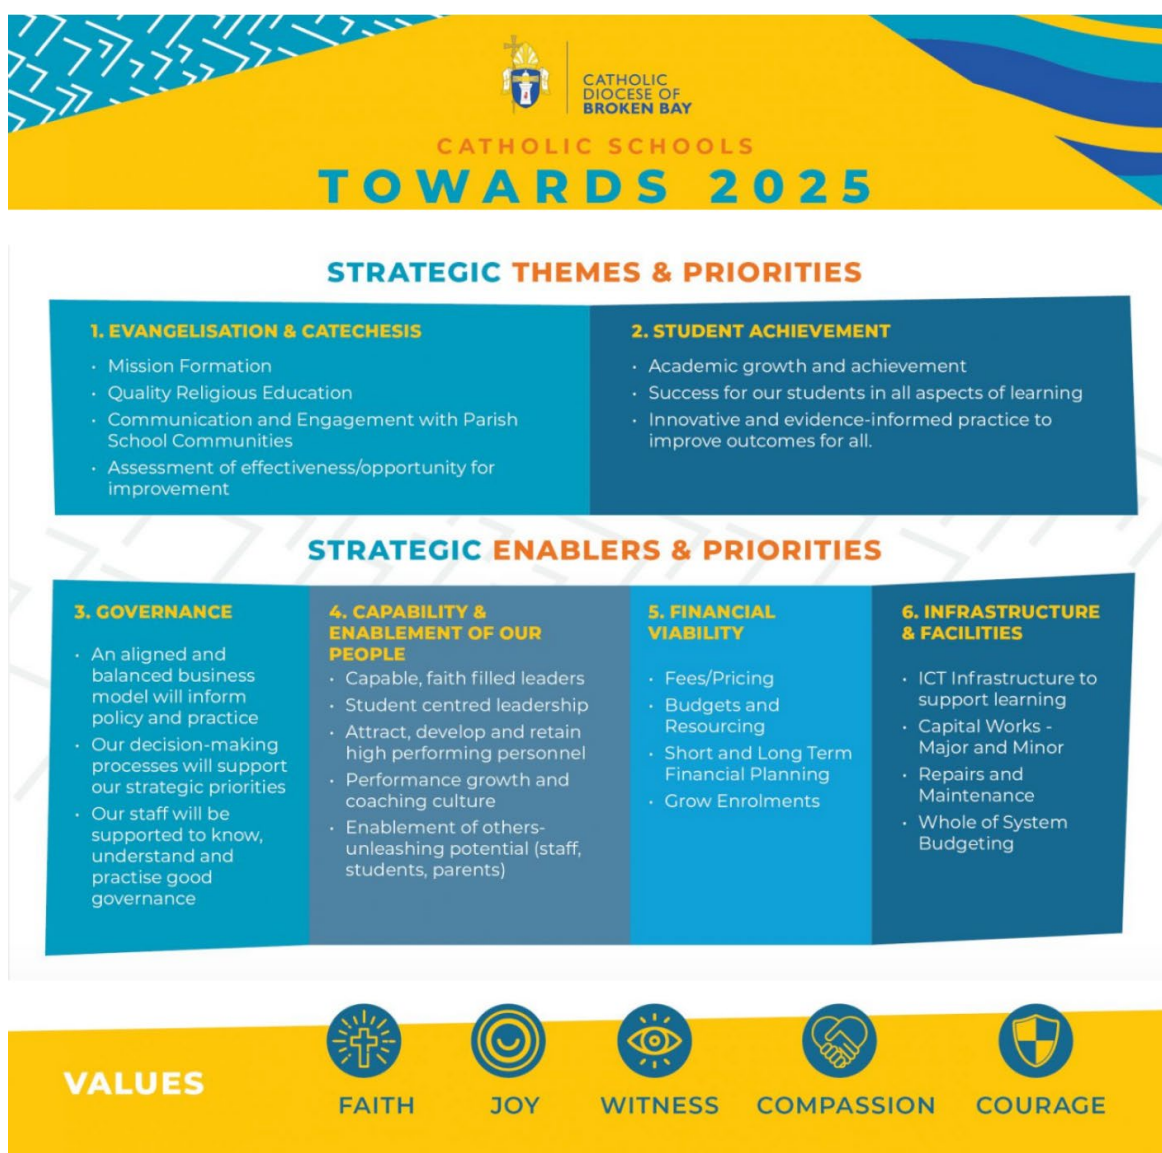 CATHOLIC
DIOCESE OF
BROKEN BAY
CATHOLIC SCHOOLS
TOWARDS 2025
STRATEGIC THEMES & PRIORITIES
1. EVANGELISATION & CATECHESIS
• Mission Formation
• Quality Religious Education
• Communication and Engagement with Parish
School Communities
• Assessment of effectiveness/opportunity for
improvement
2. STUDENT ACHIEVEMENT
• Academic growth and achievement
• Success for our students in all aspects of learning
• Innovative and evidence-informed practice to
improve outcomes for all.
STRATEGIC ENABLERS & PRIORITIES
3. GOVERNANCE
• An aligned and
balanced business
model will inform
policy and practice
• Our decision-making
processes will support
our strategic priorities
• Our staff will be
supported to know,
understand and
practise good
governance
4. CAPABILITY &
ENABLEMENT OF OUR
PEOPLE
• Capable, faith filled leaders
• Student centred leadership
• Attract, develop and retain
high performing personnel
• Performance growth and
coaching culture
• Enablement of others-
unleashing potential (staff,
students, parents)
5. FINANCIAL
VIABILITY
• Fees/Pricing
• Budgets and
Resourcing
• Short and Long Term
Financial Planning
• Grow Enrolments
6. INFRASTRUCTURE
& FACILITIES
• ICT Infrastructure to
support learning
• Capital Works -
Major and Minor
• Repairs and
Maintenance
• Whole of System
Budgeting
VALUES
FAITH
JOY
WITNESS
COMPASSION
COURAGE